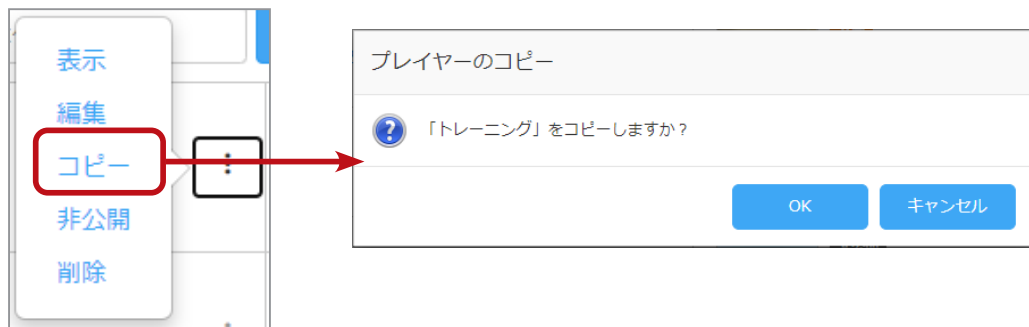 表示
編集
コピー
非公開
削除
プレイヤーのコピー
「トレーニング」をコピーしますか？
OK
キャンセル